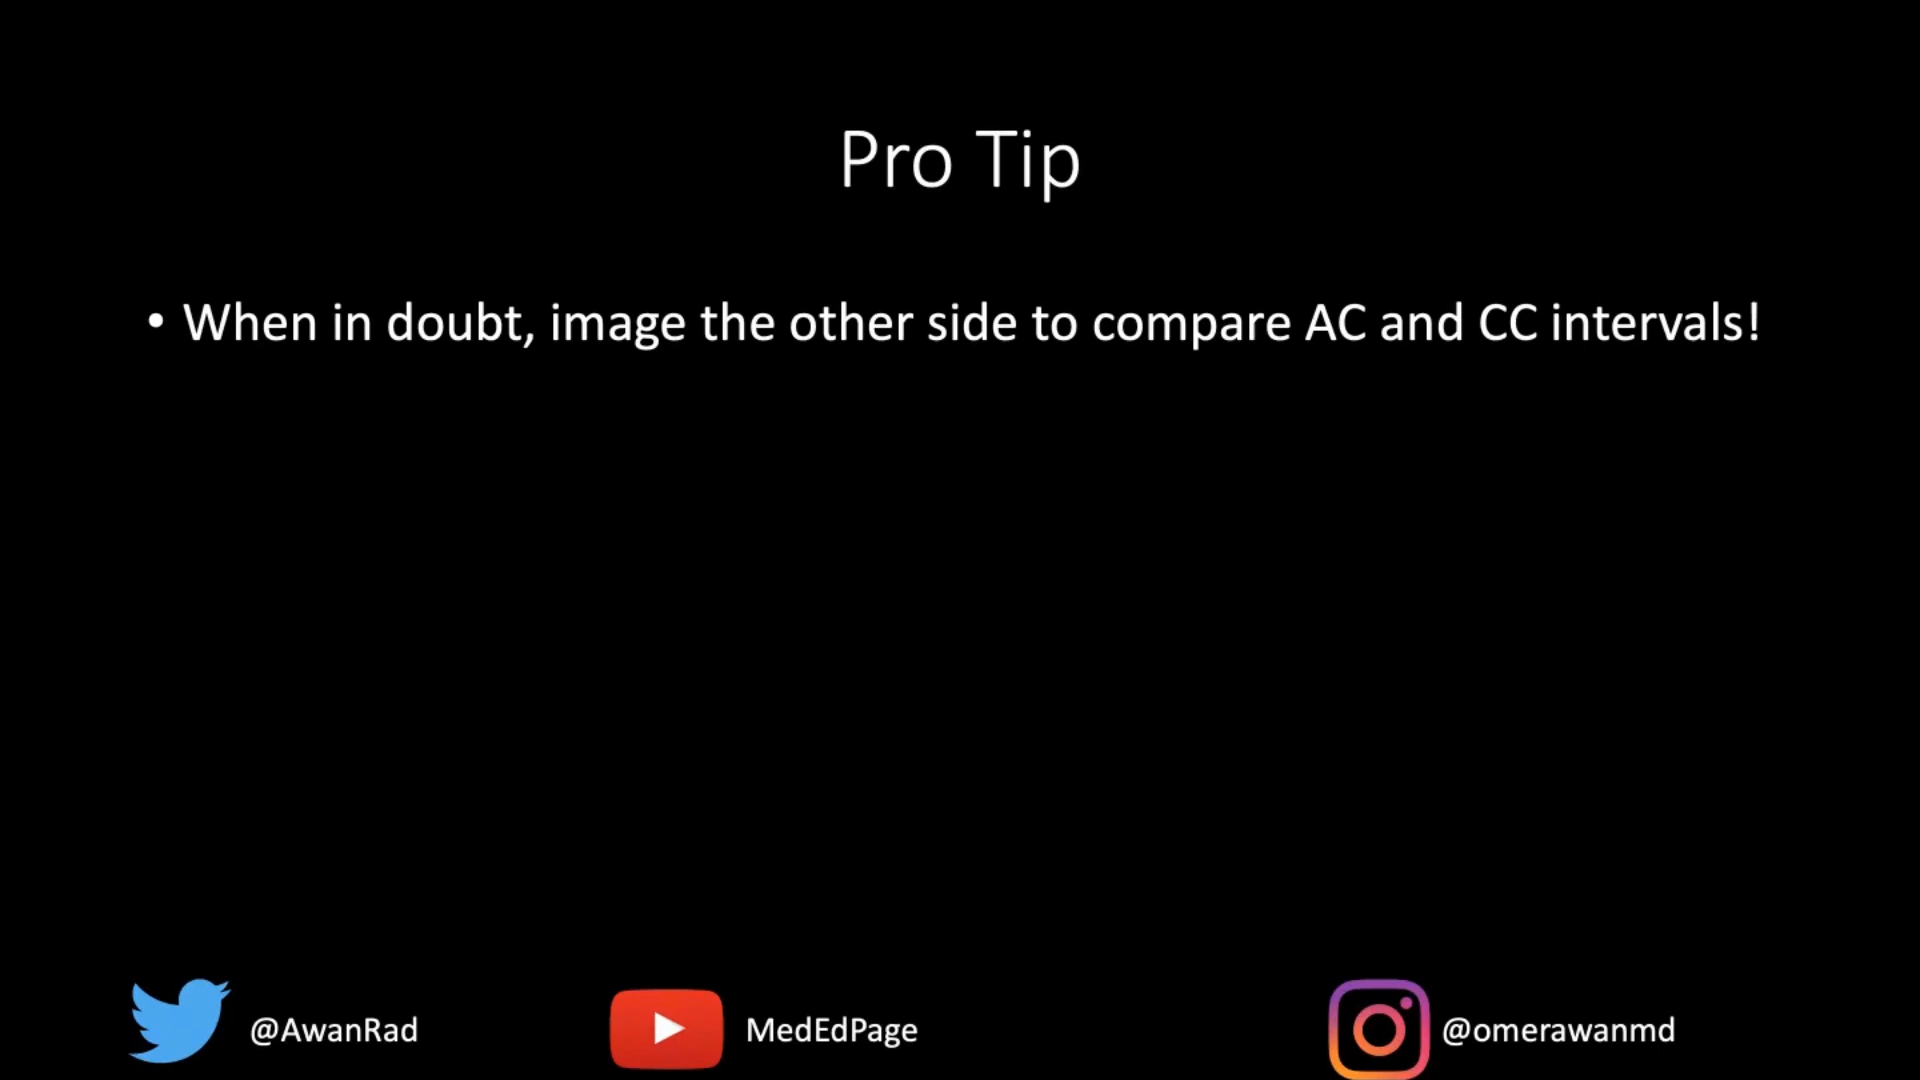 Pro Tip
• When in doubt, image the other side to compare AC and CC intervals!
@AwanRad
MedEdPage
@omerawanmd